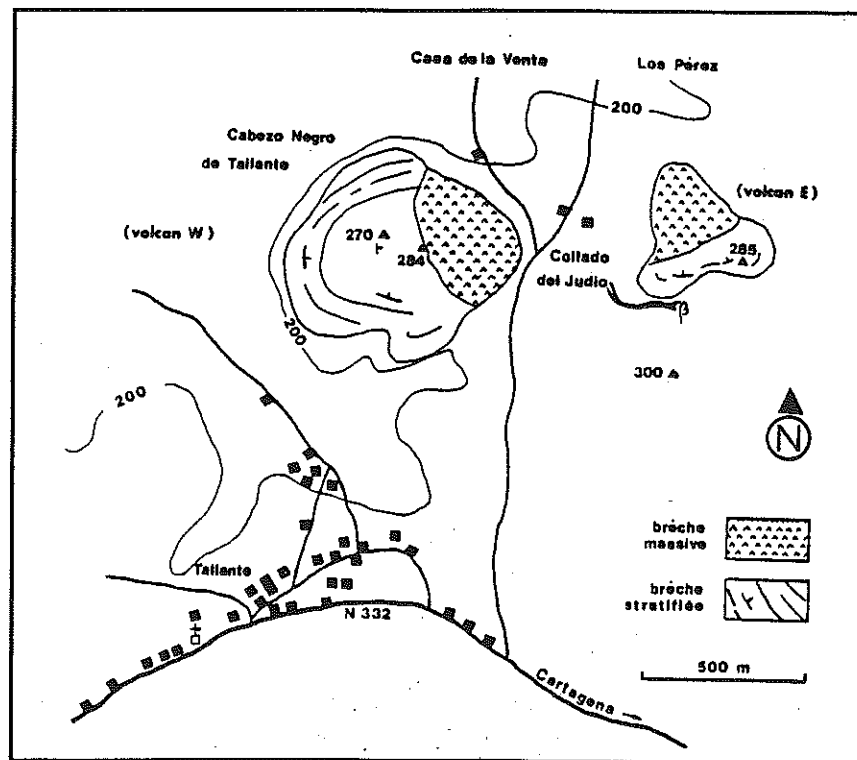 Casa de la Venta
Los Pérez
200
Cabezo Negro
de Tallante
(volcan W)
270
284
(volcan E)
285
Collado
del Judio
β
200
300
200
N
brèche
massive
Tallante
brèche
stratifiée
N 332
500 m
Cartagena